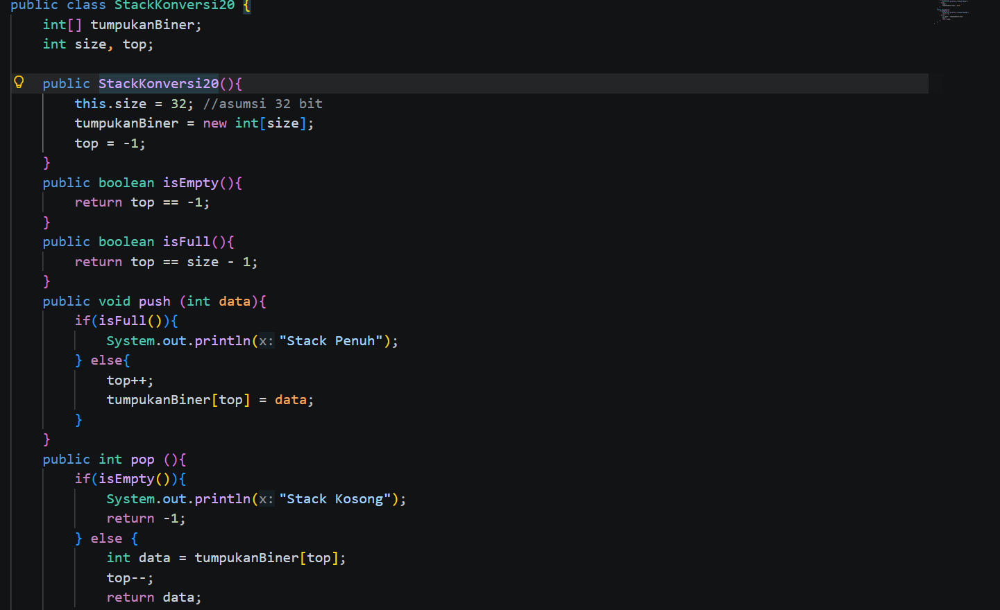 public class StackKonversi20 {
    int[] tumpukanBiner;
    int size, top;

    public StackKonversi20(){
        this.size = 32; //asumsi 32 bit
        tumpukanBiner = new int[size];
        top = -1;
    }
    public boolean isEmpty(){
        return top == -1;
    }
    public boolean isFull(){
        return top == size - 1;
    }
    public void push (int data){
        if(isFull()){
            System.out.println(x: "Stack Penuh");
        } else{
            top++;
            tumpukanBiner[top] = data;
        }
    }
    public int pop (){
        if(isEmpty()){
            System.out.println(x: "Stack Kosong");
            return -1;
        } else {
            int data = tumpukanBiner[top];
            top--;
            return data;